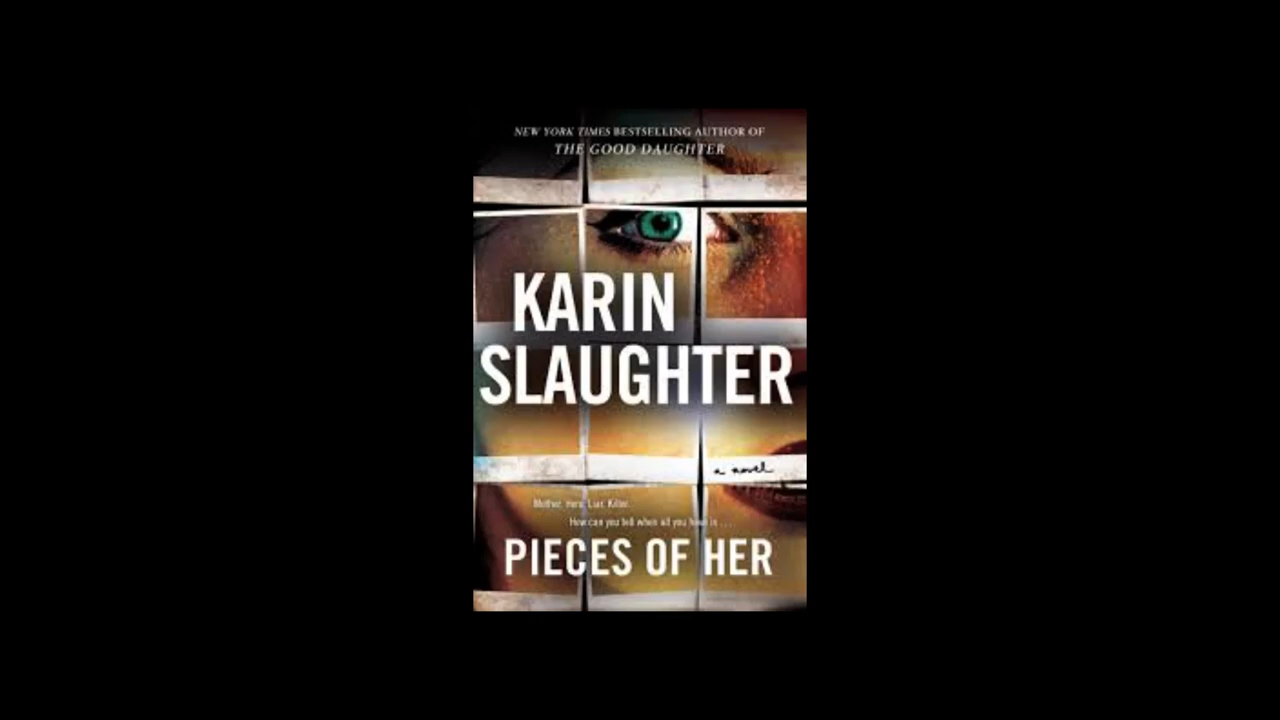 NEW YORK TIMES BESTSELLING AUTHOR OF
THE GOOD DAUGHTER
KARIN
SLAUGHTER
a novel
Mother. Hero. Liar. Killer.
How can you tell when all you have is . . .
PIECES OF HER